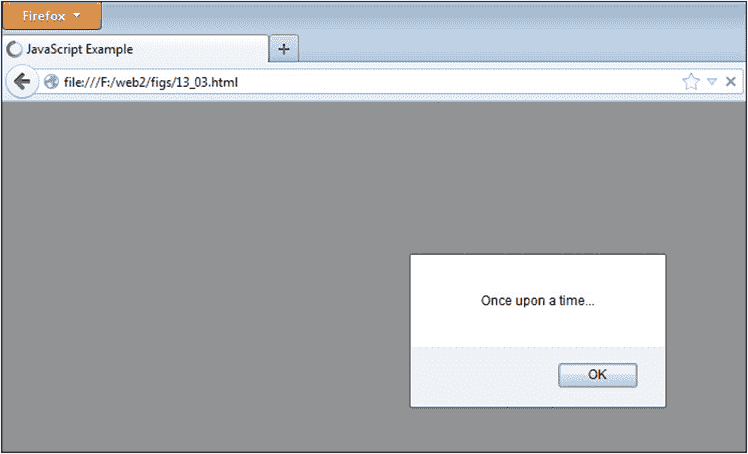 Firefox
JavaScript Example
file:///F:/web2/figs/13_03.html
Once upon a time...
OK